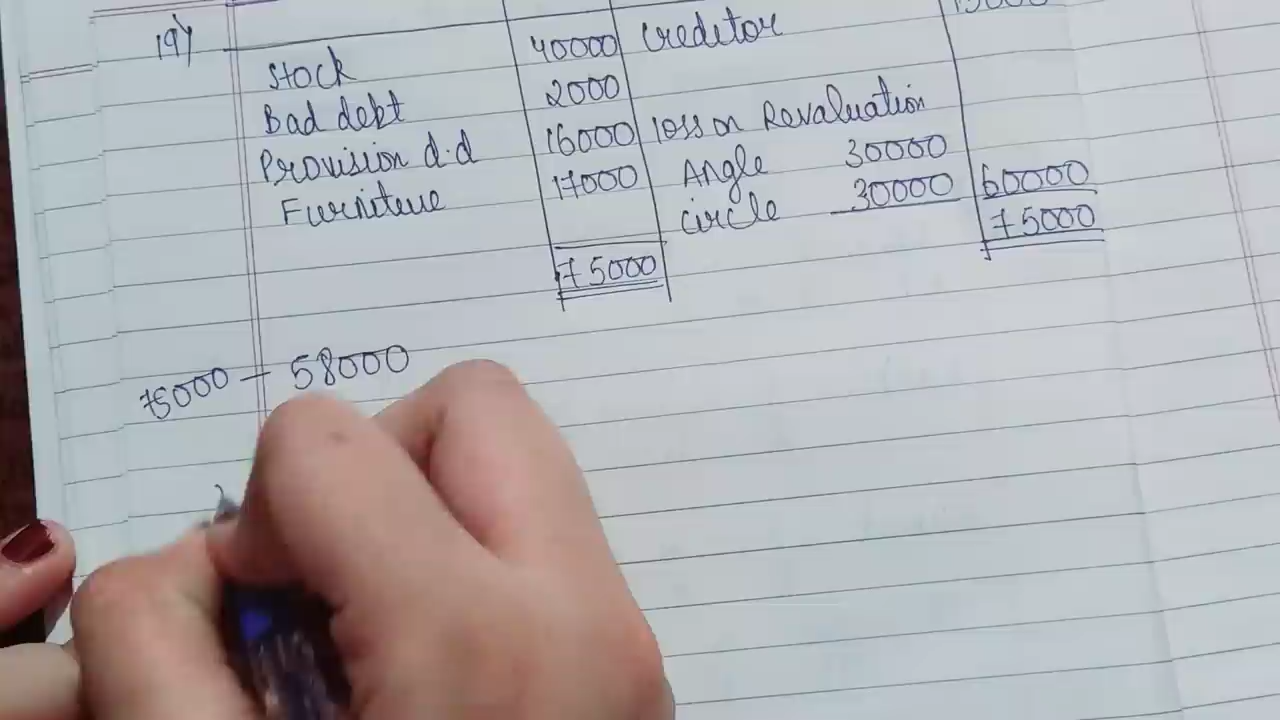 19)
Stock 40000 Creditor 15000
Bad debt 2000
Provision d.d 16000 loss on Revaluation
Furniture 17000 Angle 30000
Circle 30000 60000
75000 75000
75000 - 58000